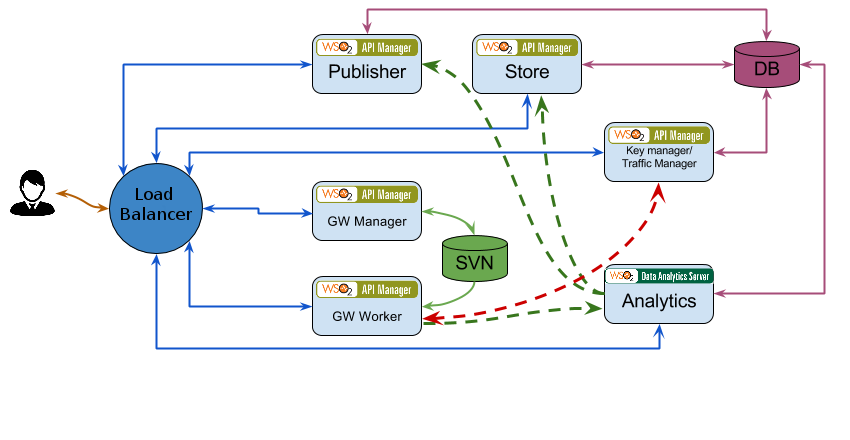 WSO2 API Manager
Publisher
WSO2 API Manager
Store
DB
WSO2 API Manager
Key manager/
Traffic Manager
Load
Balancer
WSO2 API Manager
GW Manager
SVN
WSO2 API Manager
GW Worker
WSO2 Data Analytics Server
Analytics